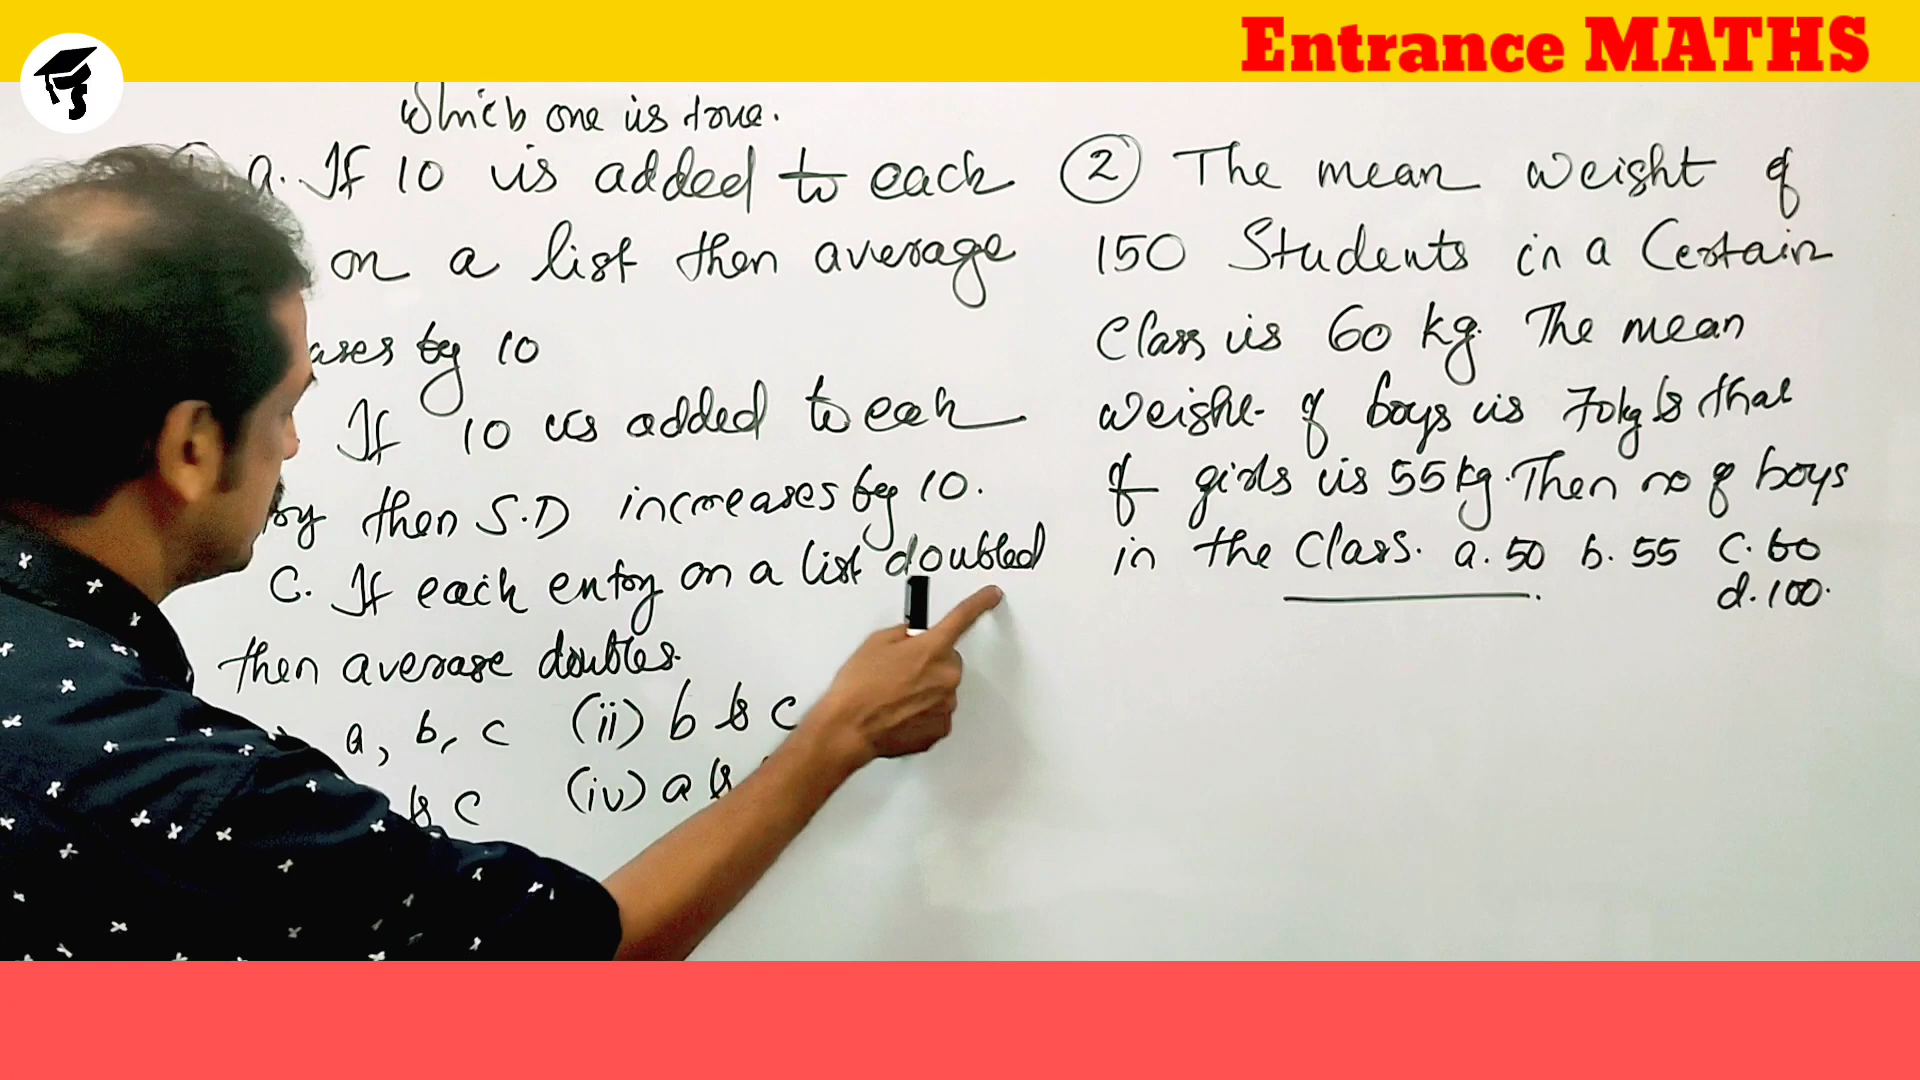 Entrance MATHS
Which one is true.
a. If 10 is added to each
on a list then average
ases by 10
If 10 is added to each
ry then S.D increases by 10.
C. If each entry on a list doubled
then average doubles.
a, b, c (ii) b & c
& c (iv) a &
② The mean weight of
150 Students in a Certain
Class is 60 kg. The mean
weight of boys is 70kg & that
of girls is 55 kg. Then no of boys
in the Class. a. 50 b. 55 c. 60
d. 100.